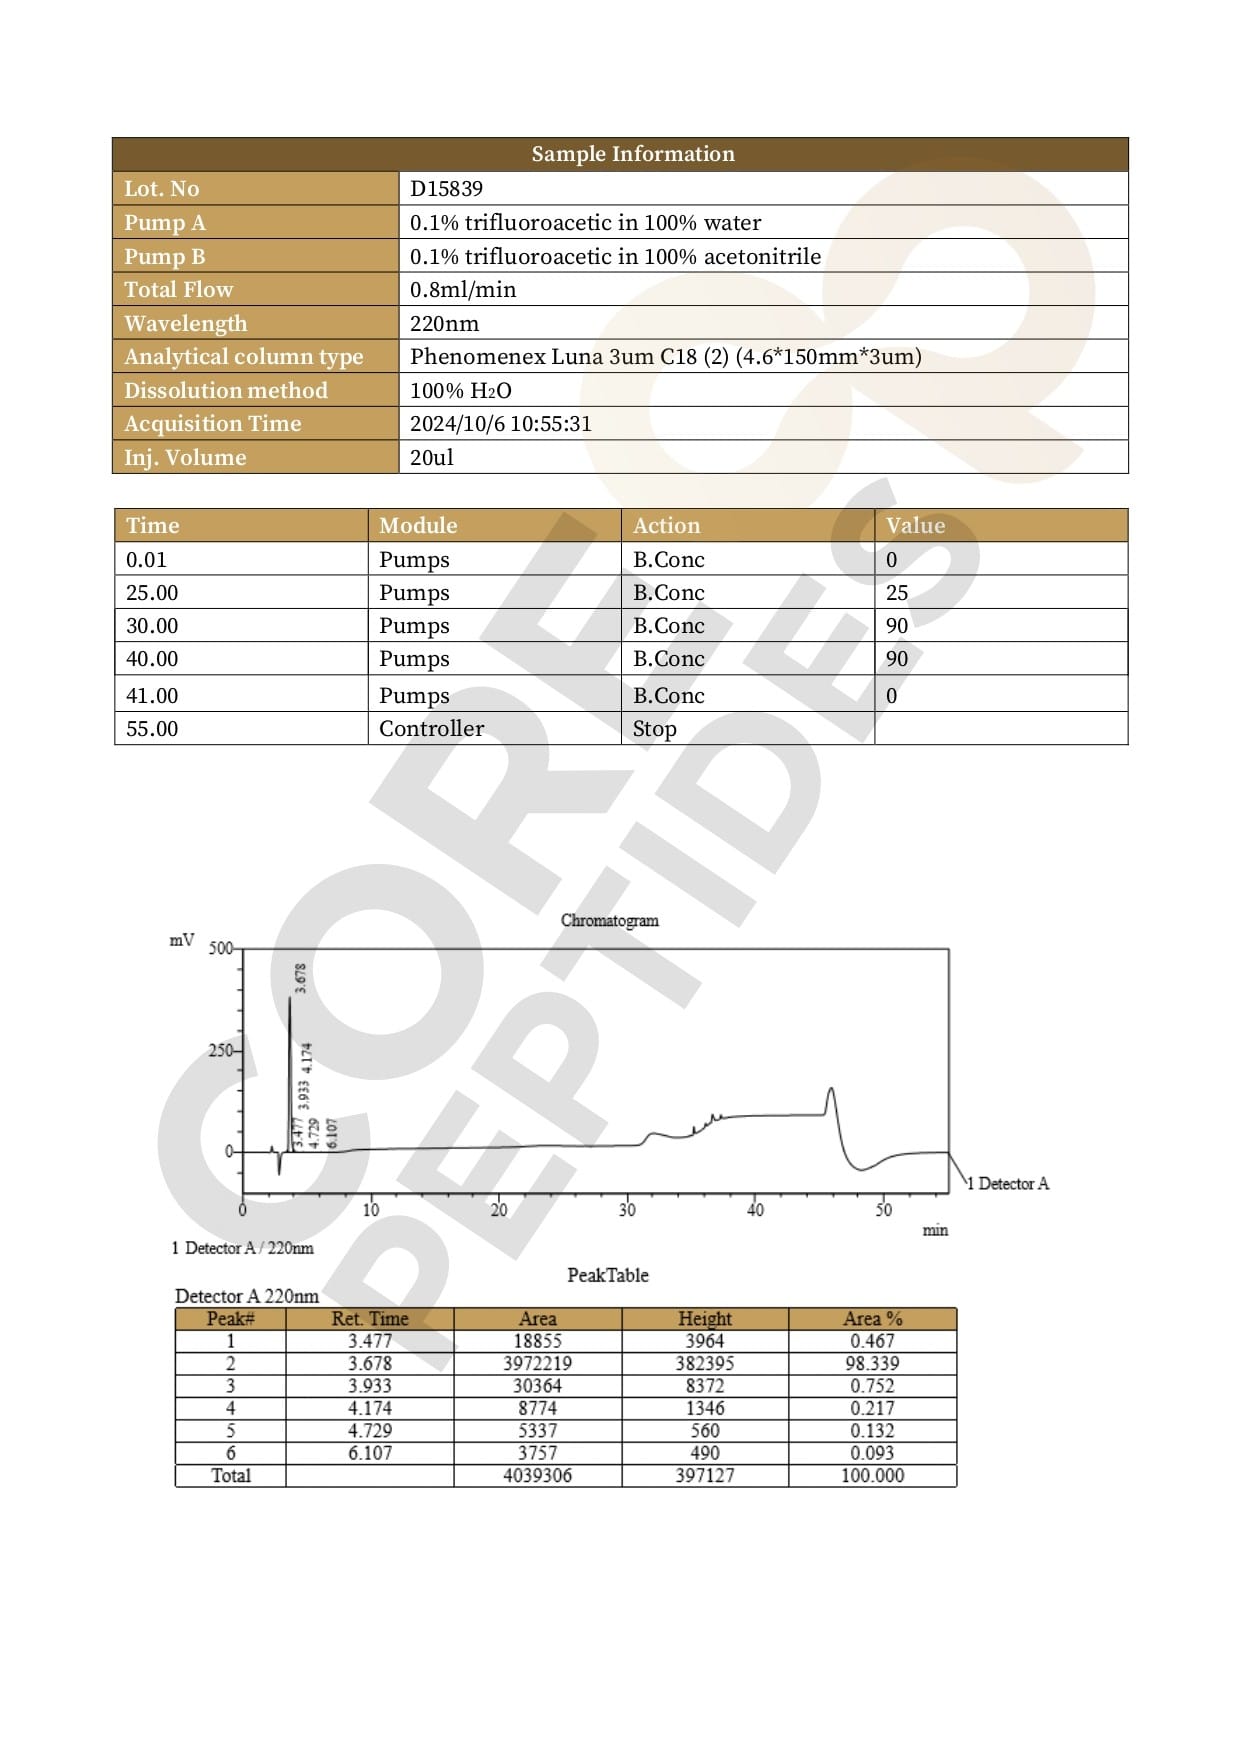 Sample Information
Lot. No D15839
Pump A 0.1% trifluoroacetic in 100% water
Pump B 0.1% trifluoroacetic in 100% acetonitrile
Total Flow 0.8ml/min
Wavelength 220nm
Analytical column type Phenomenex Luna 3um C18 (2) (4.6*150mm*3um)
Dissolution method 100% H₂O
Acquisition Time 2024/10/6 10:55:31
Inj. Volume 20ul
Time Module Action Value
0.01 Pumps B.Conc 0
25.00 Pumps B.Conc 25
30.00 Pumps B.Conc 90
40.00 Pumps B.Conc 90
41.00 Pumps B.Conc 0
55.00 Controller Stop
CORE
PEPTIDES
Chromatogram
mV
500
250
0
3.678
3.933 4.174
3.477
4.729
6.107
0 10 20 30 40 50
min
1 Detector A
1 Detector A / 220nm
PeakTable
Detector A 220nm
Peak# Ret. Time Area Height Area %
1 3.477 18855 3964 0.467
2 3.678 3972219 382395 98.339
3 3.933 30364 8372 0.752
4 4.174 8774 1346 0.217
5 4.729 5337 560 0.132
6 6.107 3757 490 0.093
Total 4039306 397127 100.000